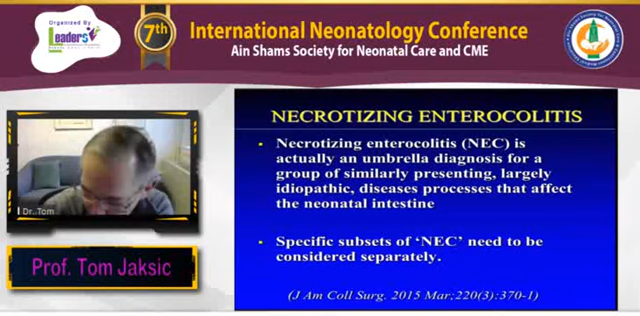 Organized By
Leaders
7th
International Neonatology Conference
Ain Shams Society for Neonatal Care and CME
NECROTIZING ENTEROCOLITIS
• Necrotizing enterocolitis (NEC) is
actually an umbrella diagnosis for a
group of similarly presenting, largely
idiopathic, diseases processes that affect
the neonatal intestine
• Specific subsets of ‘NEC’ need to be
considered separately.
(J Am Coll Surg. 2015 Mar;220(3):370-1)
Dr. Tom
Prof. Tom Jaksic